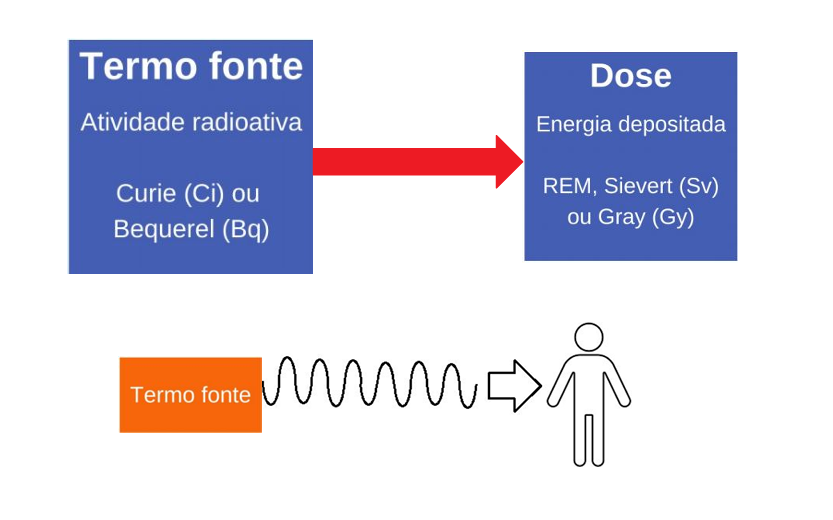 Termo fonte
Atividade radioativa
Curie (Ci) ou
Bequerel (Bq)
Dose
Energia depositada
REM, Sievert (Sv)
ou Gray (Gy)
Termo fonte